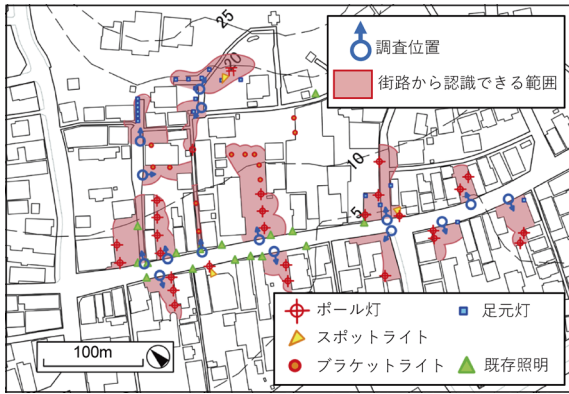 調査位置
街路から認識できる範囲
25
20
10
5
ポール灯
足元灯
スポットライト
ブラケットライト
既存照明
100m